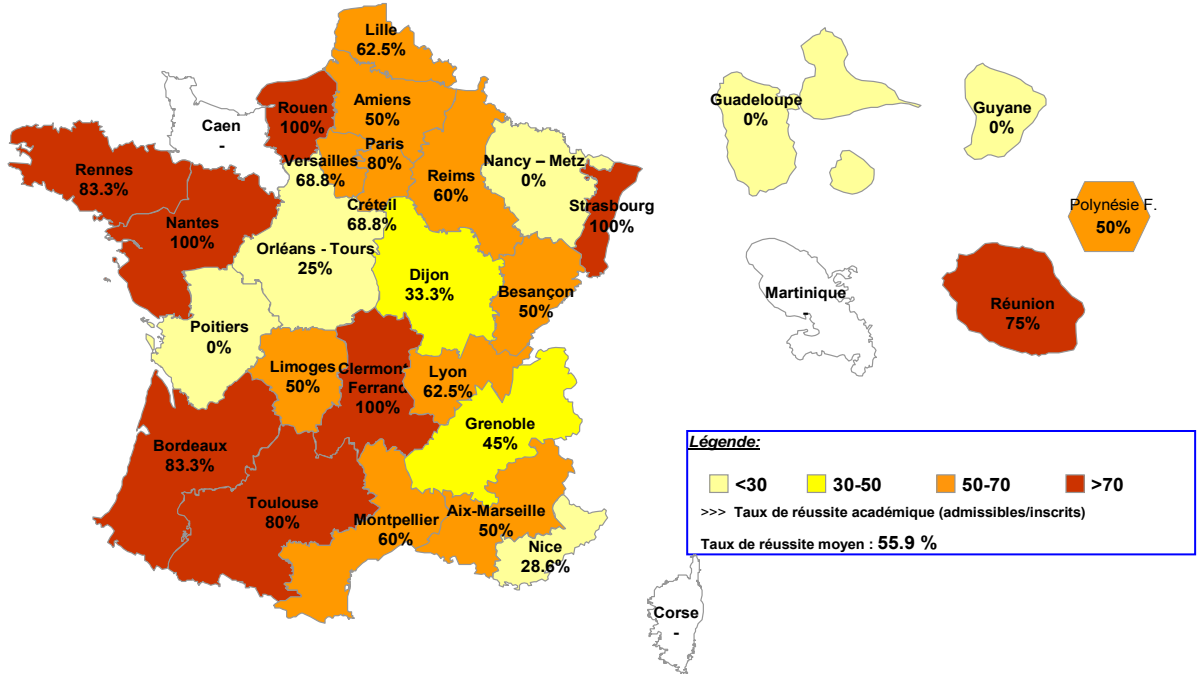 Lille
62.5%
Rouen
100%
Amiens
50%
Caen
-
Paris
80%
Versailles
68.8%
Nancy – Metz
0%
Reims
60%
Rennes
83.3%
Strasbourg
100%
Créteil
68.8%
Nantes
100%
Orléans - Tours
25%
Dijon
33.3%
Besançon
50%
Poitiers
0%
Limoges
50%
Clermont
Ferrand
100%
Lyon
62.5%
Grenoble
45%
Bordeaux
83.3%
Toulouse
80%
Montpellier
60%
Aix-Marseille
50%
Nice
28.6%
Corse
-
Guadeloupe
0%
Guyane
0%
Polynésie F.
50%
Martinique
-
Réunion
75%
Légende:
<30 30-50 50-70 >70
>>> Taux de réussite académique (admissibles/inscrits)
Taux de réussite moyen : 55.9 %